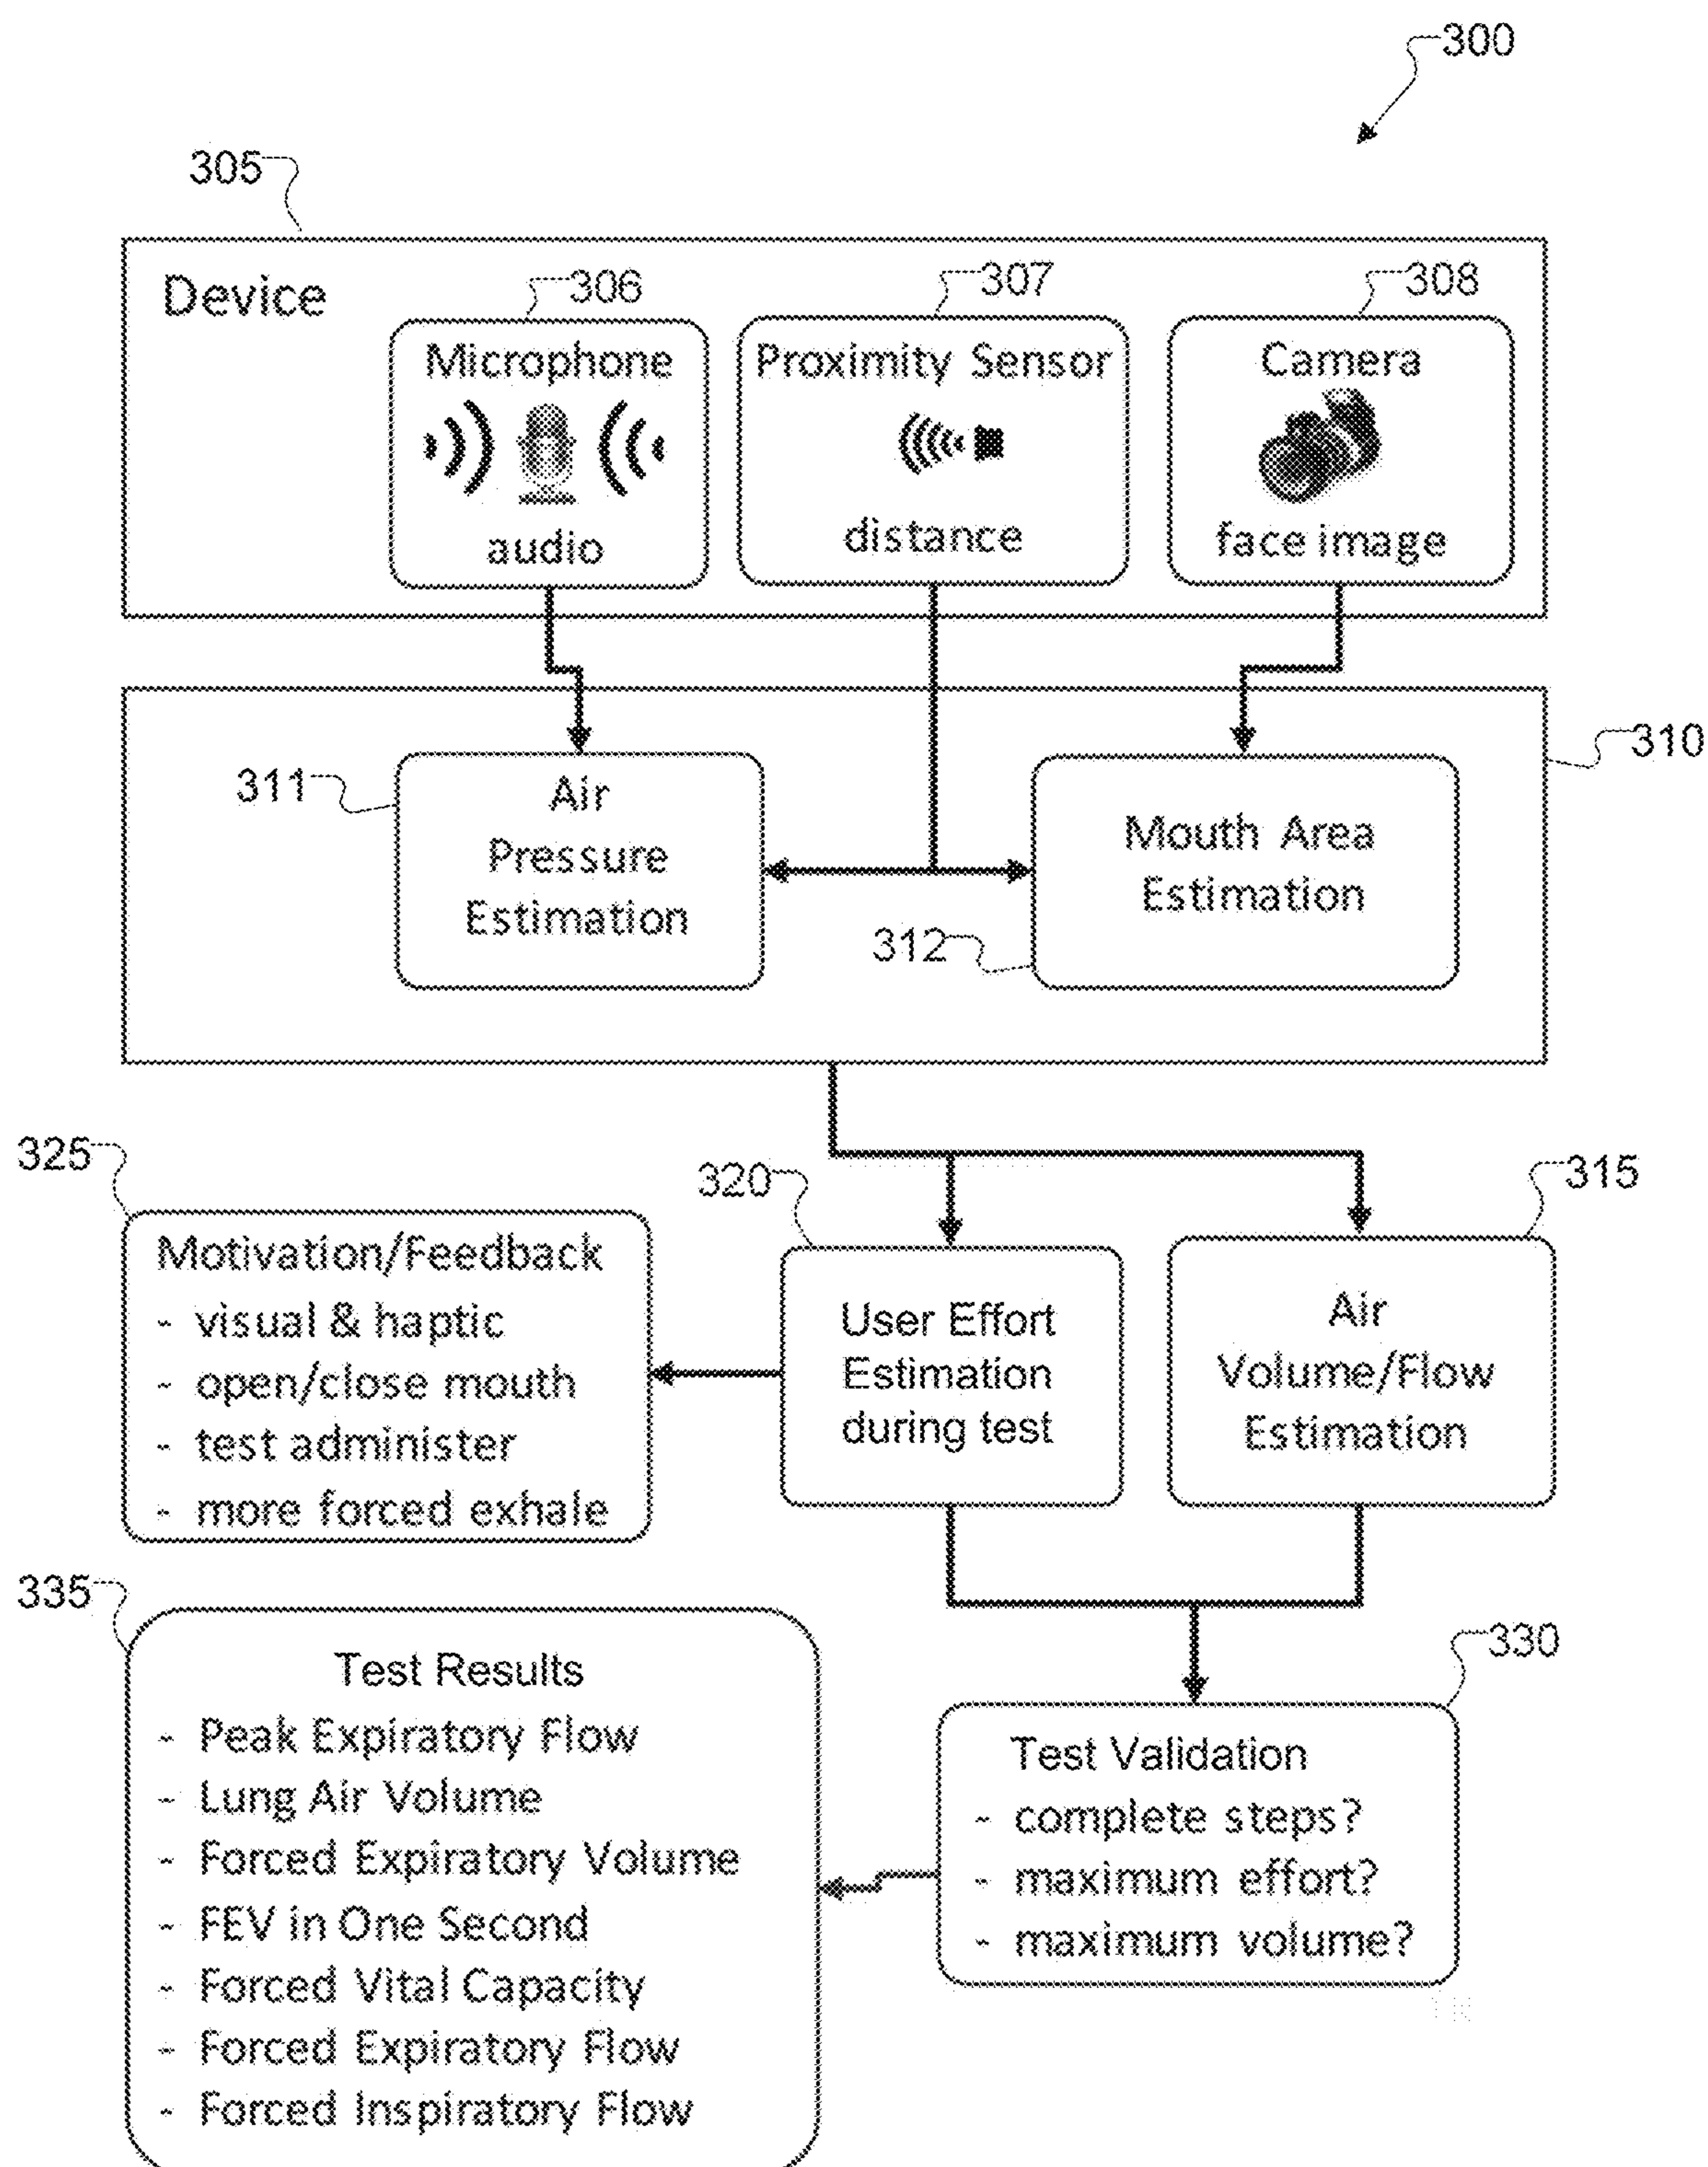 300
305
Device
306
307
308
Microphone
Proximity Sensor
Camera
audio
distance
face image
310
311
Air
Pressure
Estimation
Mouth Area
Estimation
312
325
320
315
Motivation/Feedback
- visual & haptic
- open/close mouth
- test administer
- more forced exhale
User Effort
Estimation
during test
Air
Volume/Flow
Estimation
335
330
Test Results
- Peak Expiratory Flow
- Lung Air Volume
- Forced Expiratory Volume
- FEV in One Second
- Forced Vital Capacity
- Forced Expiratory Flow
- Forced Inspiratory Flow
Test Validation
- complete steps?
- maximum effort?
- maximum volume?